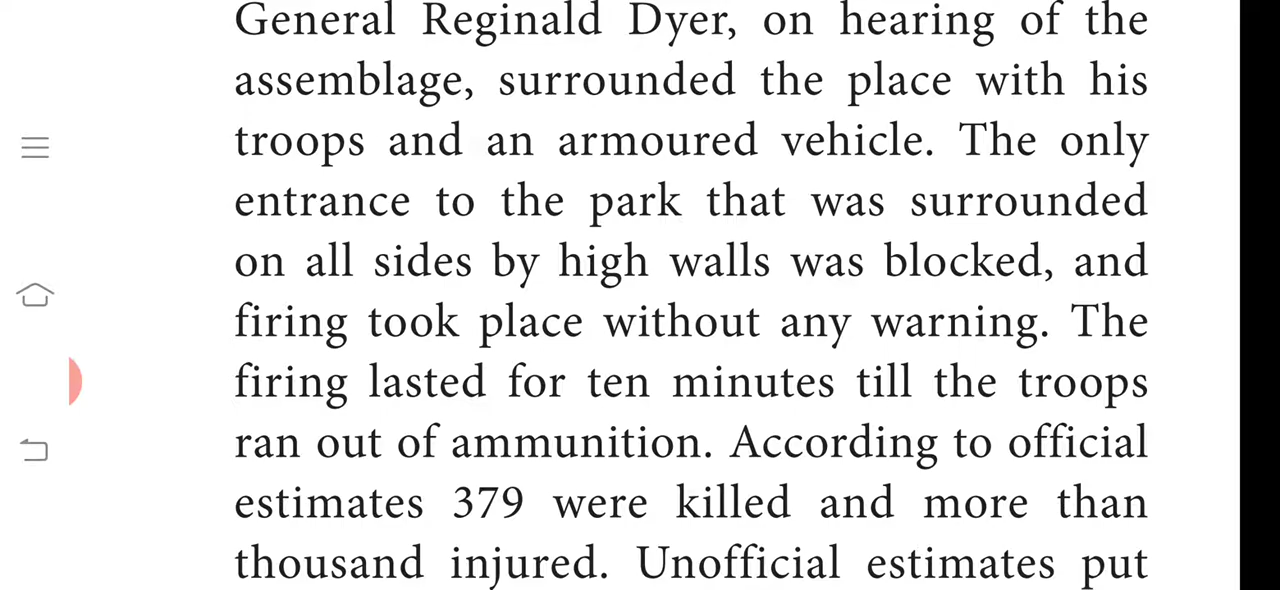 General Reginald Dyer, on hearing of the
assemblage, surrounded the place with his
troops and an armoured vehicle. The only
entrance to the park that was surrounded
on all sides by high walls was blocked, and
firing took place without any warning. The
firing lasted for ten minutes till the troops
ran out of ammunition. According to official
estimates 379 were killed and more than
thousand injured. Unofficial estimates put